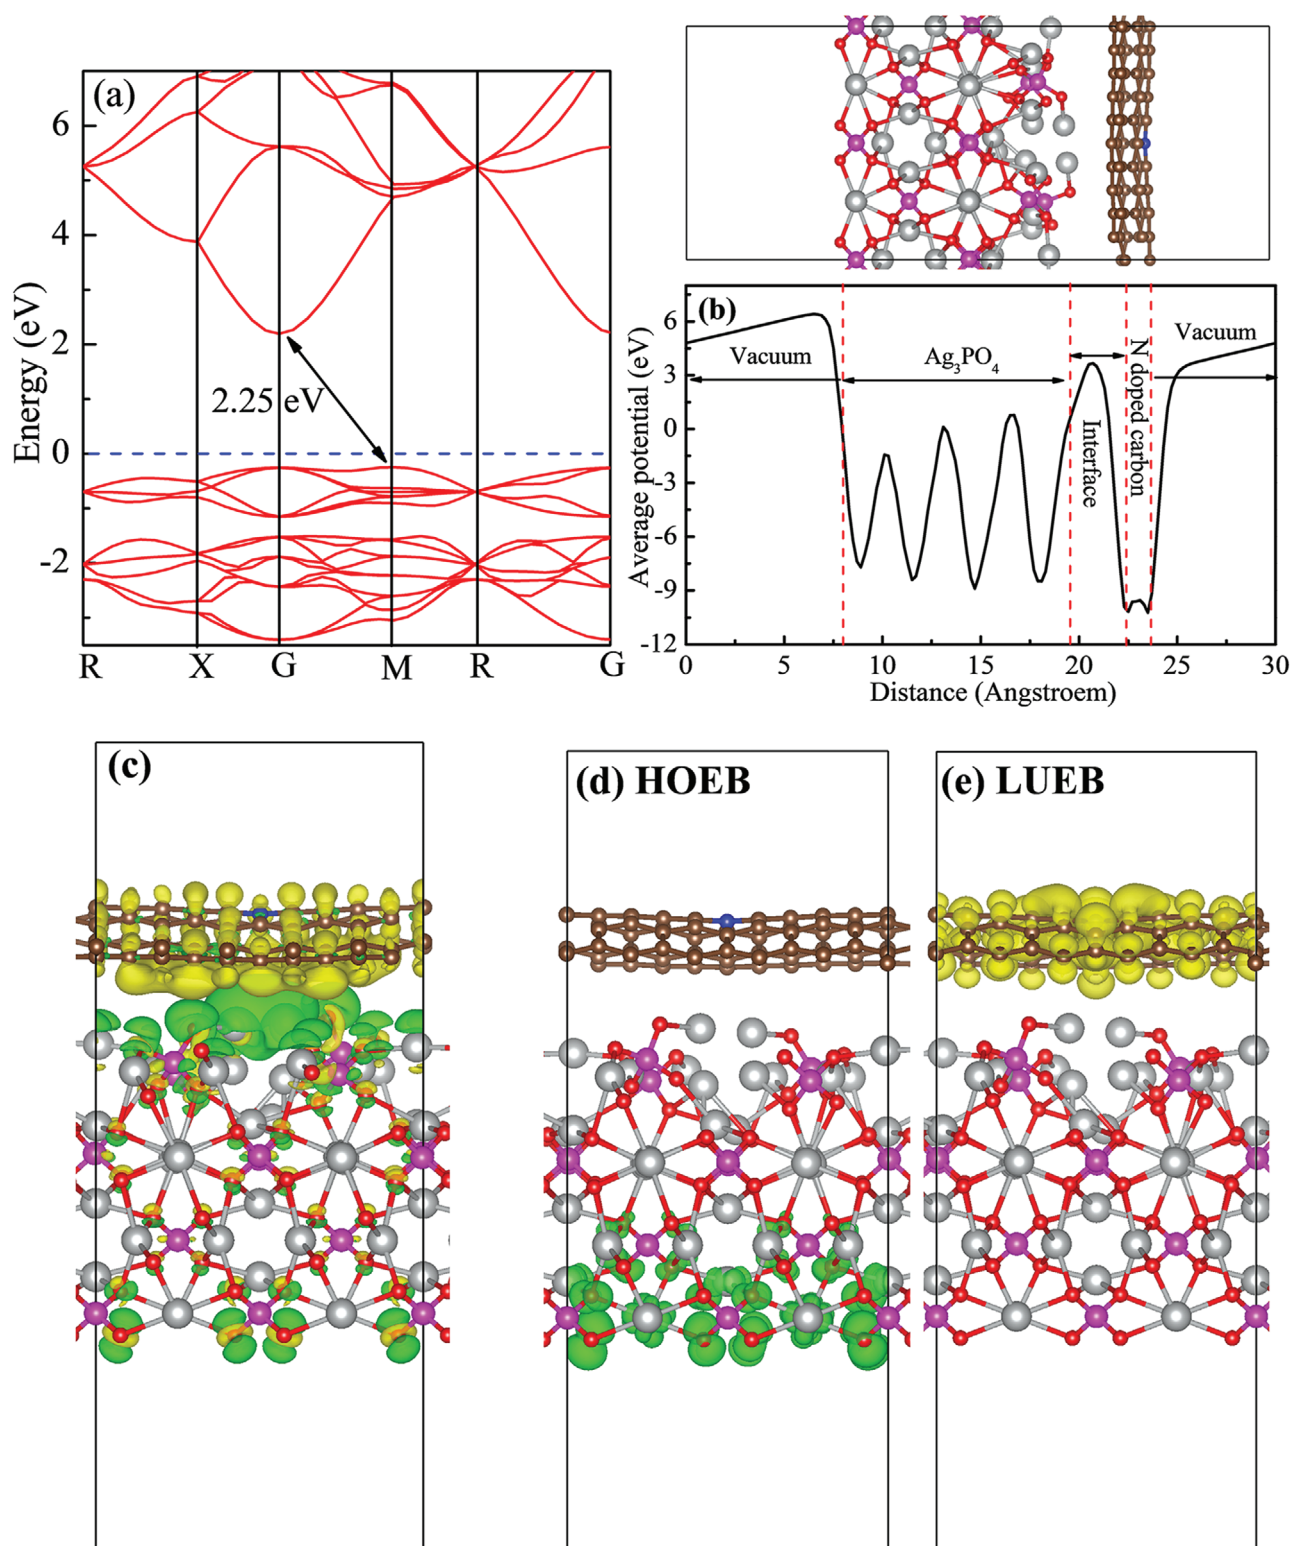 (a)
Energy (eV)
6
4
2
0
-2
2.25 eV
R X G M R G
(b)
Average potential (eV)
6
3
0
-3
-6
-9
-12
Vacuum
Ag₃PO₄
Interface
N doped carbon
Vacuum
0 5 10 15 20 25 30
Distance (Angstroem)
(c)
(d) HOEB
(e) LUEB